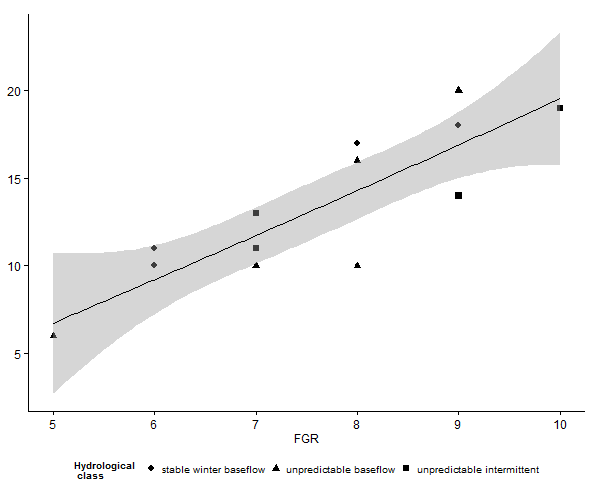 20
15
10
5
5 6 7 8 9 10
FGR
Hydrological
class
stable winter baseflow unpredictable baseflow unpredictable intermittent